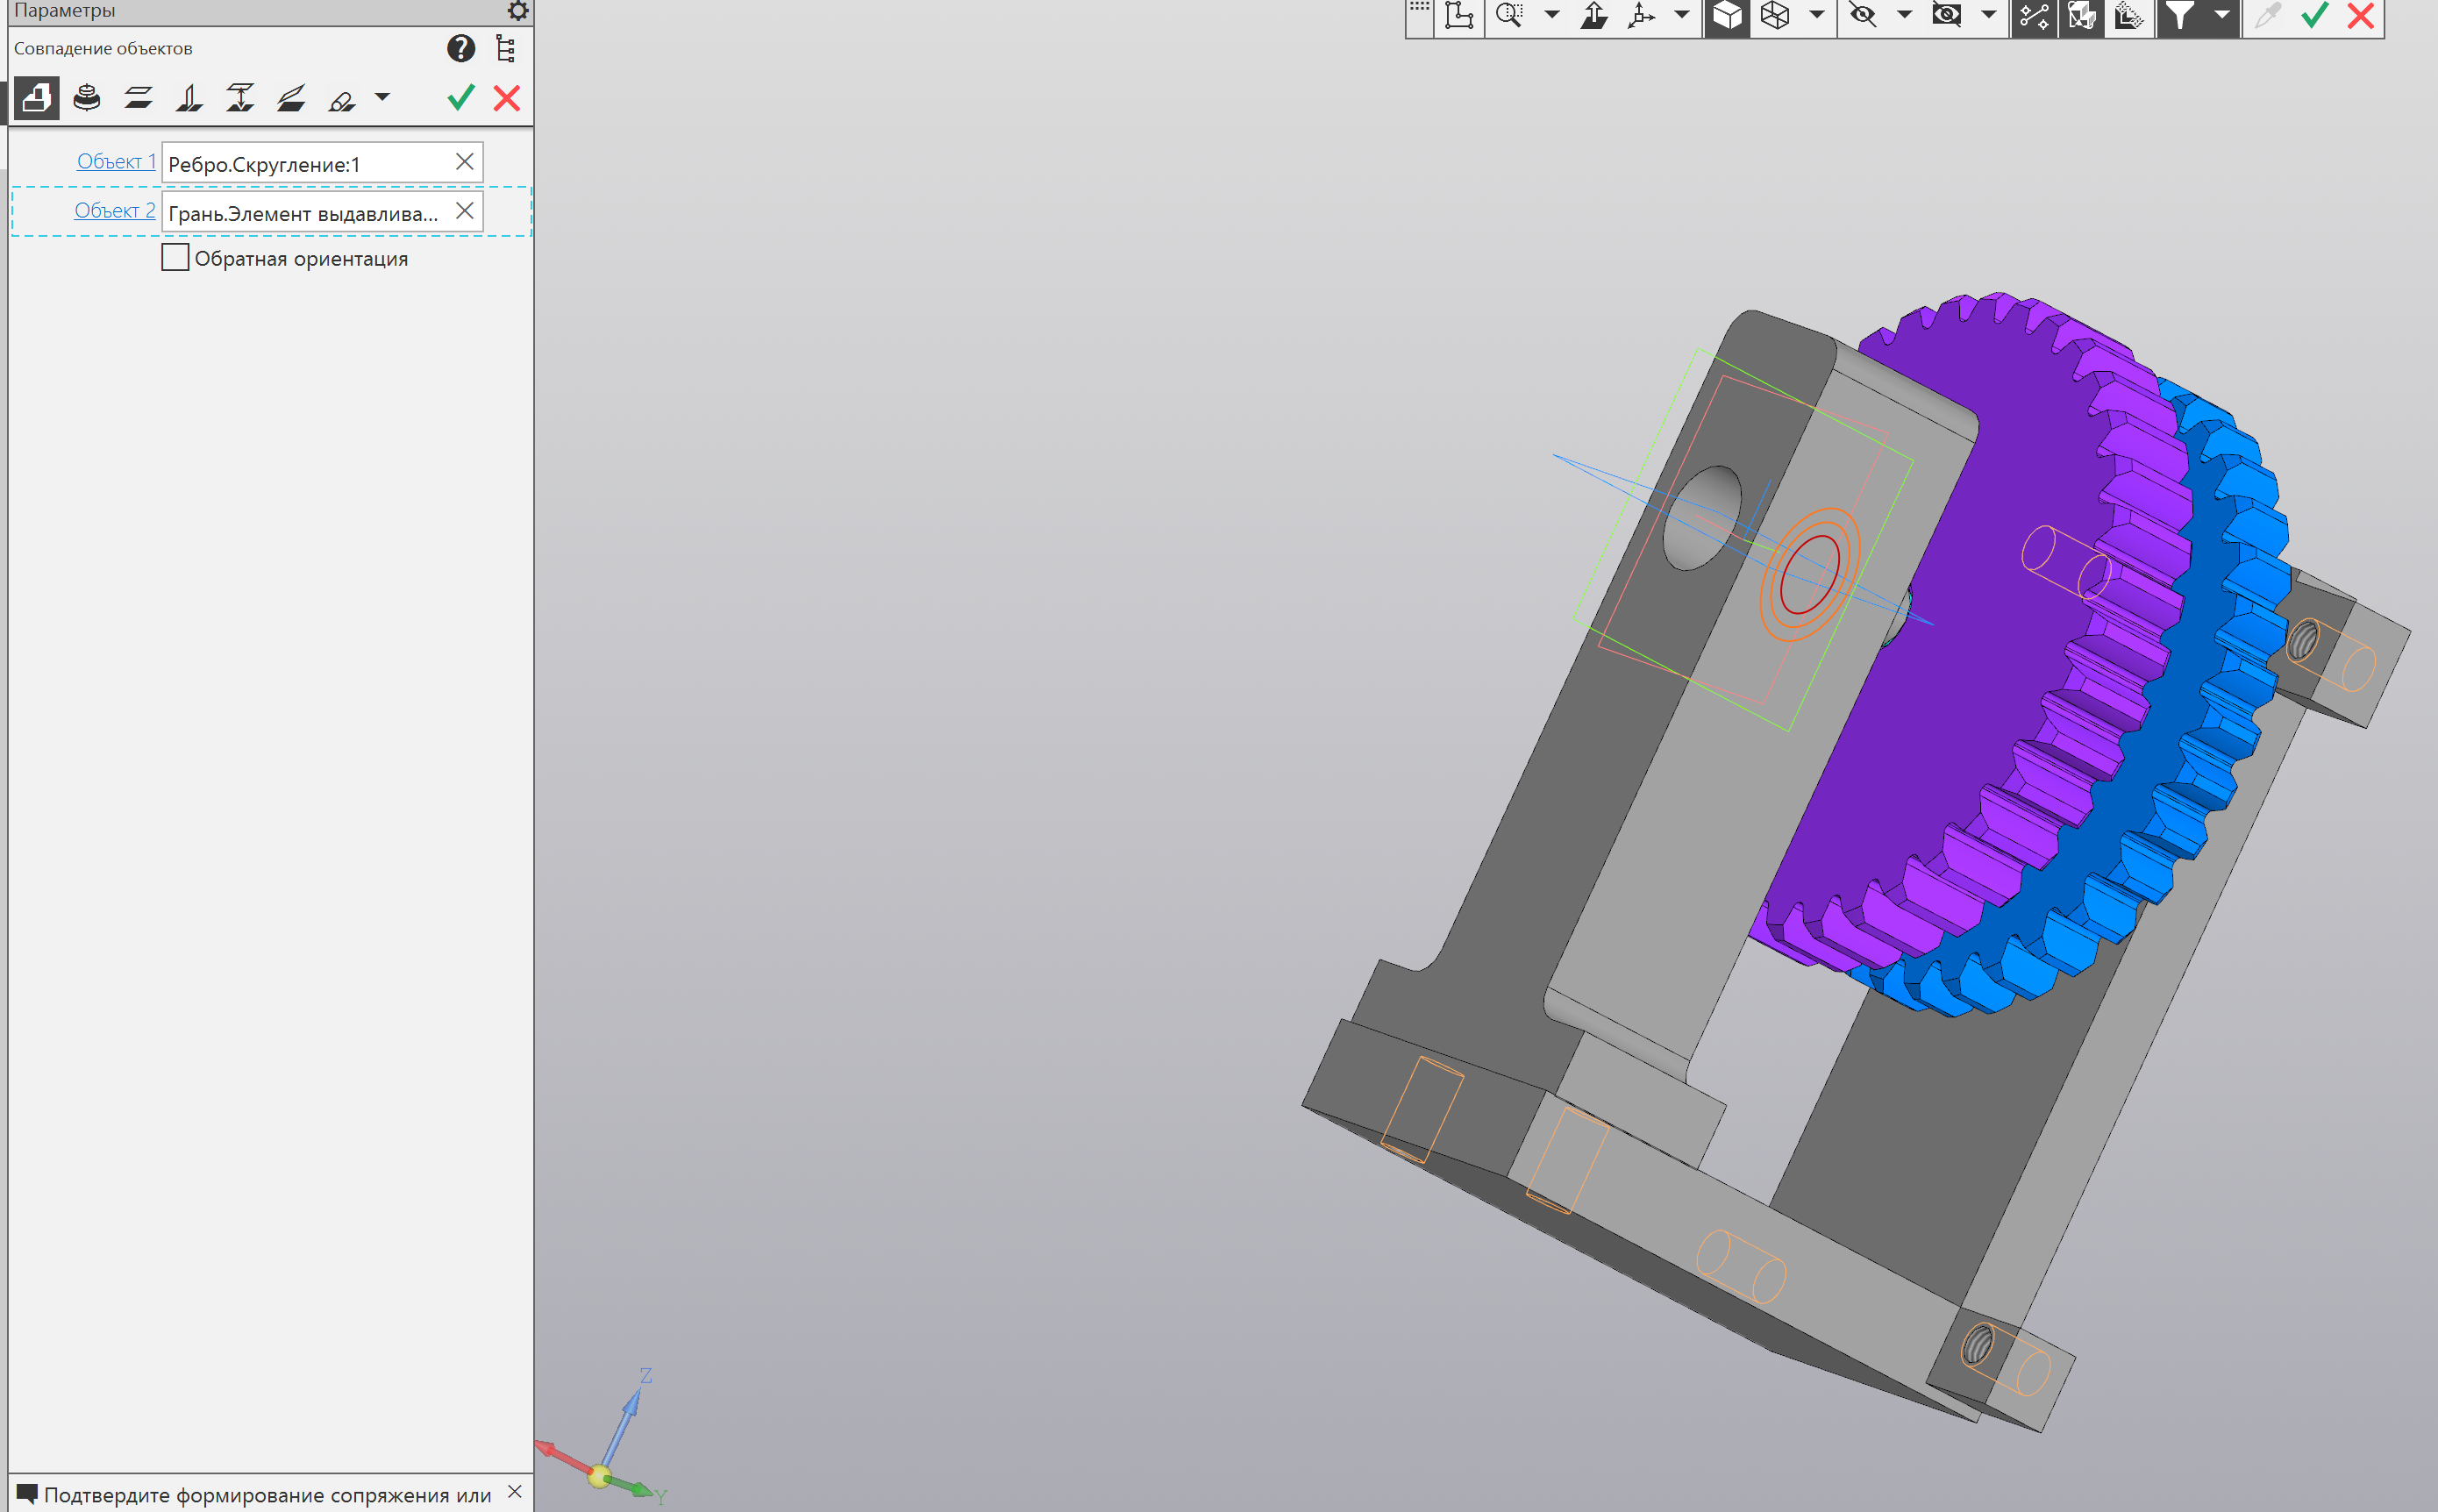 Параметры
Совпадение объектов
Объект 1
Ребро.Скругление:1
Объект 2
Грань.Элемент выдавлива...
Обратная ориентация
Z
Y
Подтвердите формирование сопряжения или